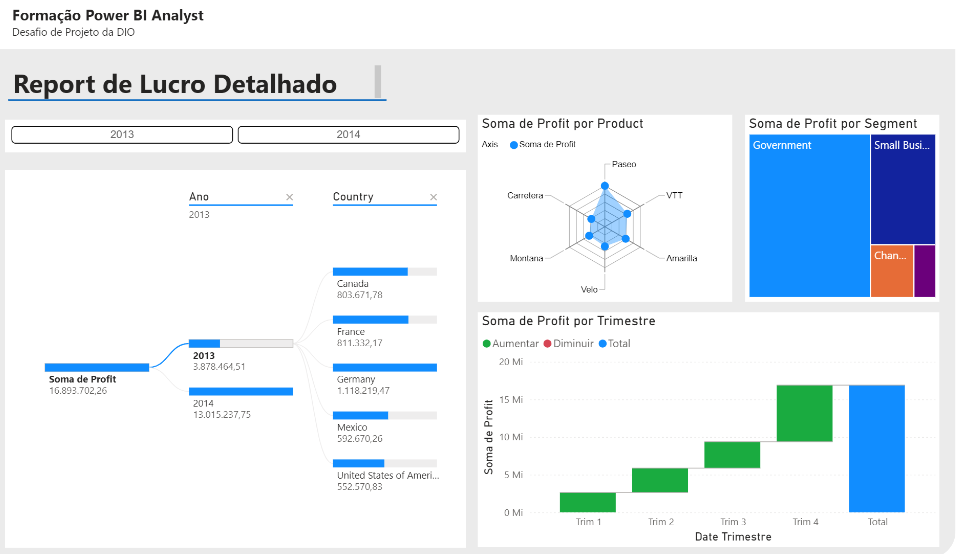 Formação Power BI Analyst
Desafio de Projeto da DIO
Report de Lucro Detalhado
2013
2014
Ano
2013
Country
Soma de Profit
16.893.702,26
2013
3.878.464,51
2014
13.015.237,75
Canada
803.671,78
France
811.332,17
Germany
1.118.219,47
Mexico
592.670,26
United States of Ameri...
552.570,83
Soma de Profit por Product
Axis Soma de Profit
Paseo
VTT
Amarilla
Velo
Montana
Carretera
Soma de Profit por Segment
Government
Small Busi...
Chan...
Soma de Profit por Trimestre
Aumentar Diminuir Total
Soma de Profit
20 Mi
15 Mi
10 Mi
5 Mi
0 Mi
Trim 1 Trim 2 Trim 3 Trim 4 Total
Date Trimestre